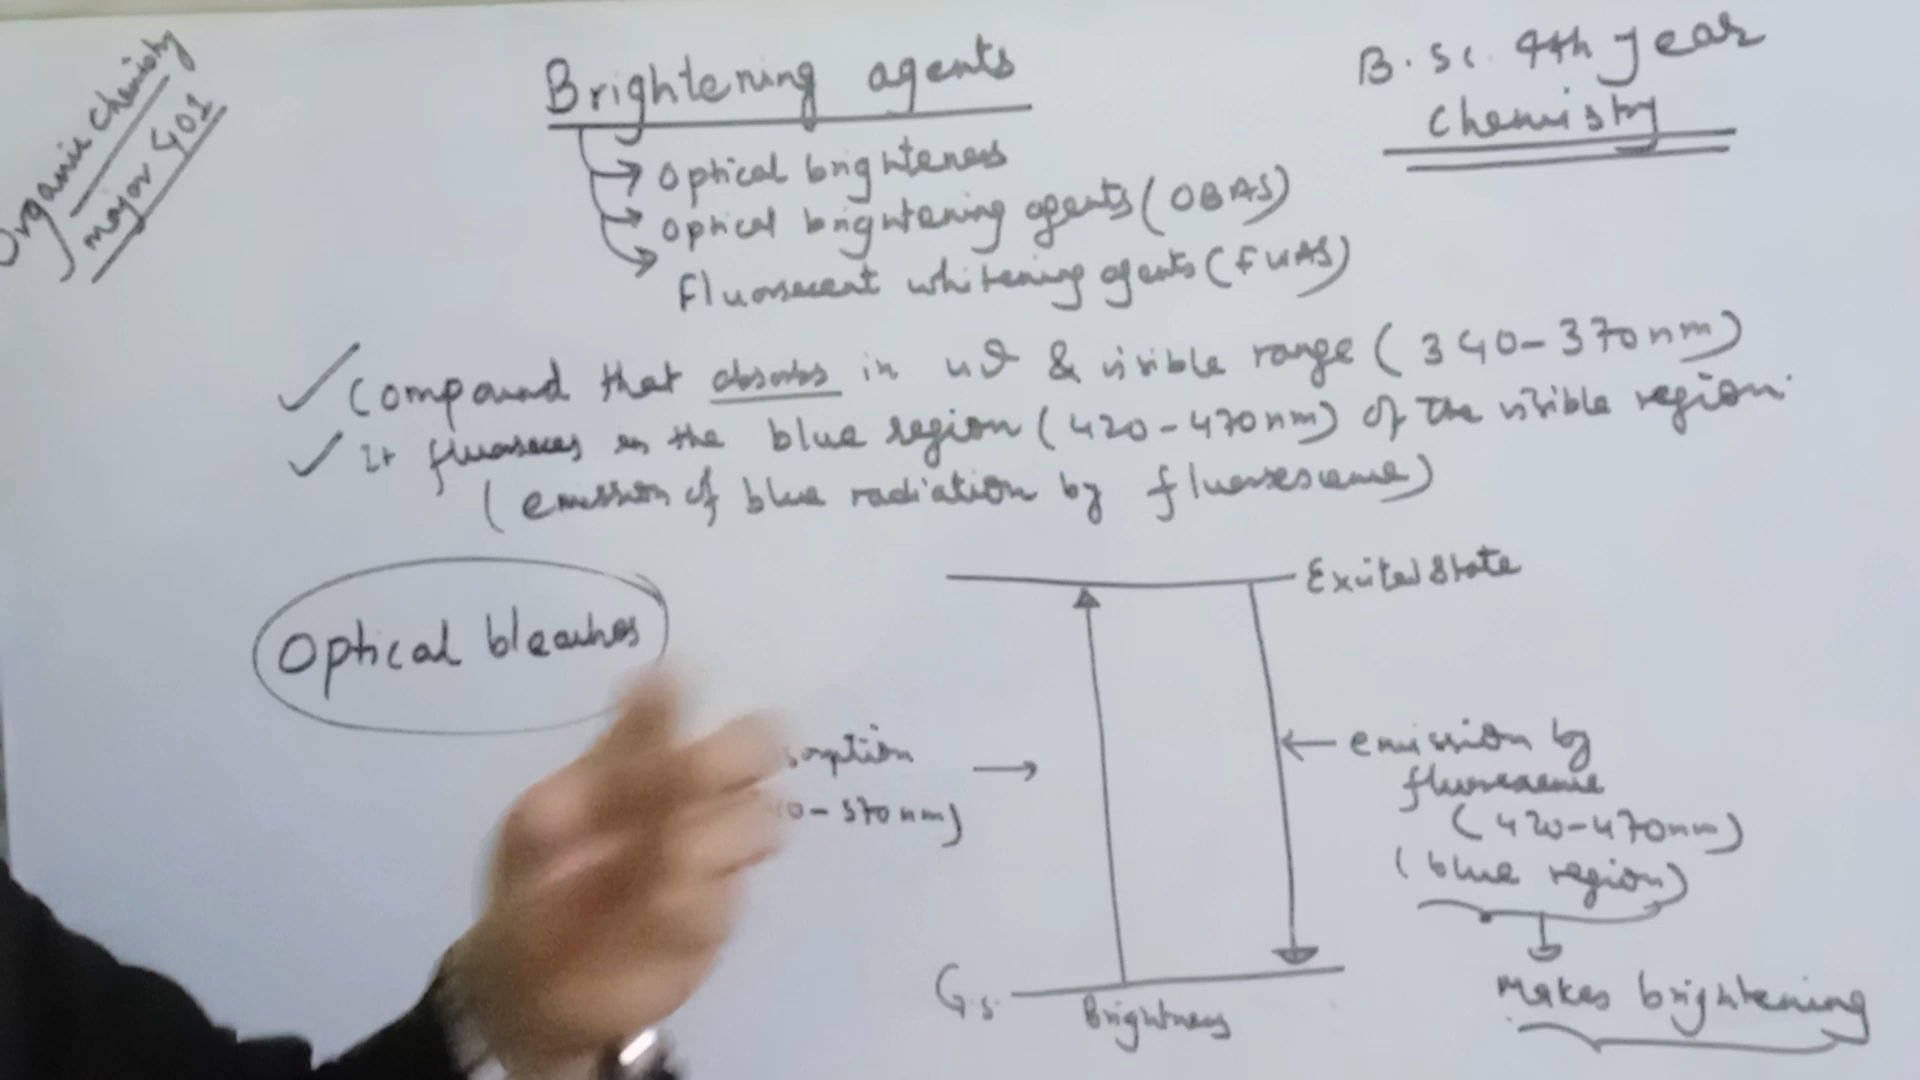 Organic chemistry
major 401
Brightening agents
B.Sc. 4th year
chemistry
→ Optical brighteners
→ optical brightening agents (OBAS)
→ Fluorescent whitening agents (FWAS)
✓ Compound that absorbs in uv & visible range (340-370nm)
✓ It fluoresces in the blue region (420-470nm) of the visible region.
(emission of blue radiation by fluorescence)
Optical bleaches
Excited state
sorption →
0-370nm)
← emission by
fluorescence
(420-470nm)
(blue region)
Makes brightening
G.S.
Brightness